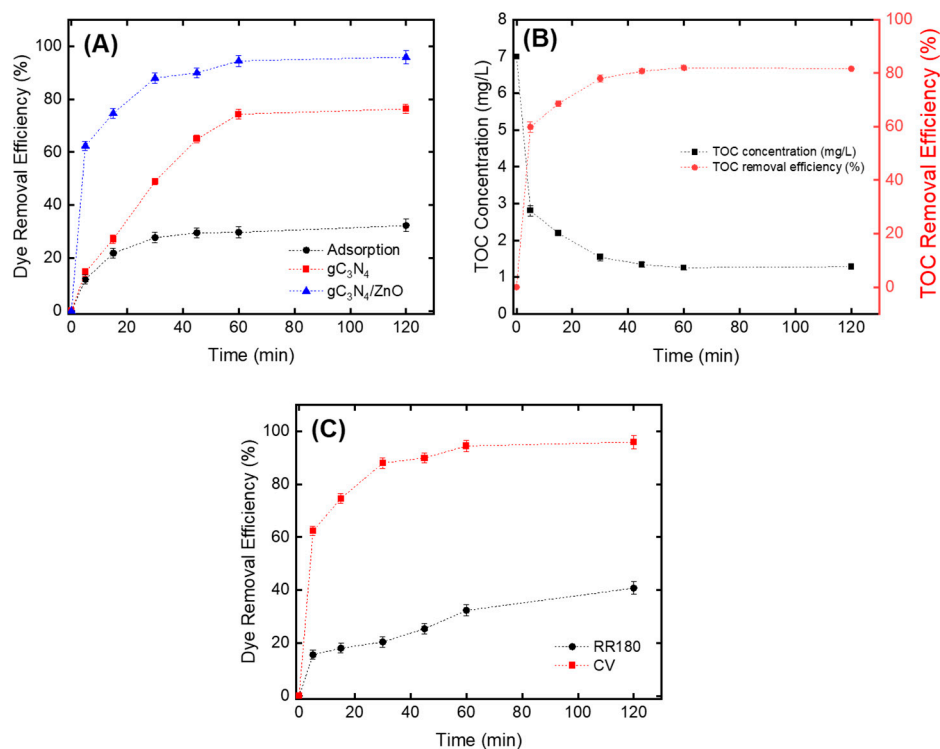 (A)
Dye Removal Efficiency (%)
100
80
60
40
20
0
Adsorption
gC₃N₄
gC₃N₄/ZnO
0 20 40 60 80 100 120
Time (min)
(B)
TOC Concentration (mg/L)
8
7
6
5
4
3
2
1
0
TOC concentration (mg/L)
TOC removal efficiency (%)
100
80
60
40
20
0
TOC Removal Efficiency (%)
0 20 40 60 80 100 120
Time (min)
(C)
Dye Removal Efficiency (%)
100
80
60
40
20
0
RR180
CV
0 20 40 60 80 100 120
Time (min)